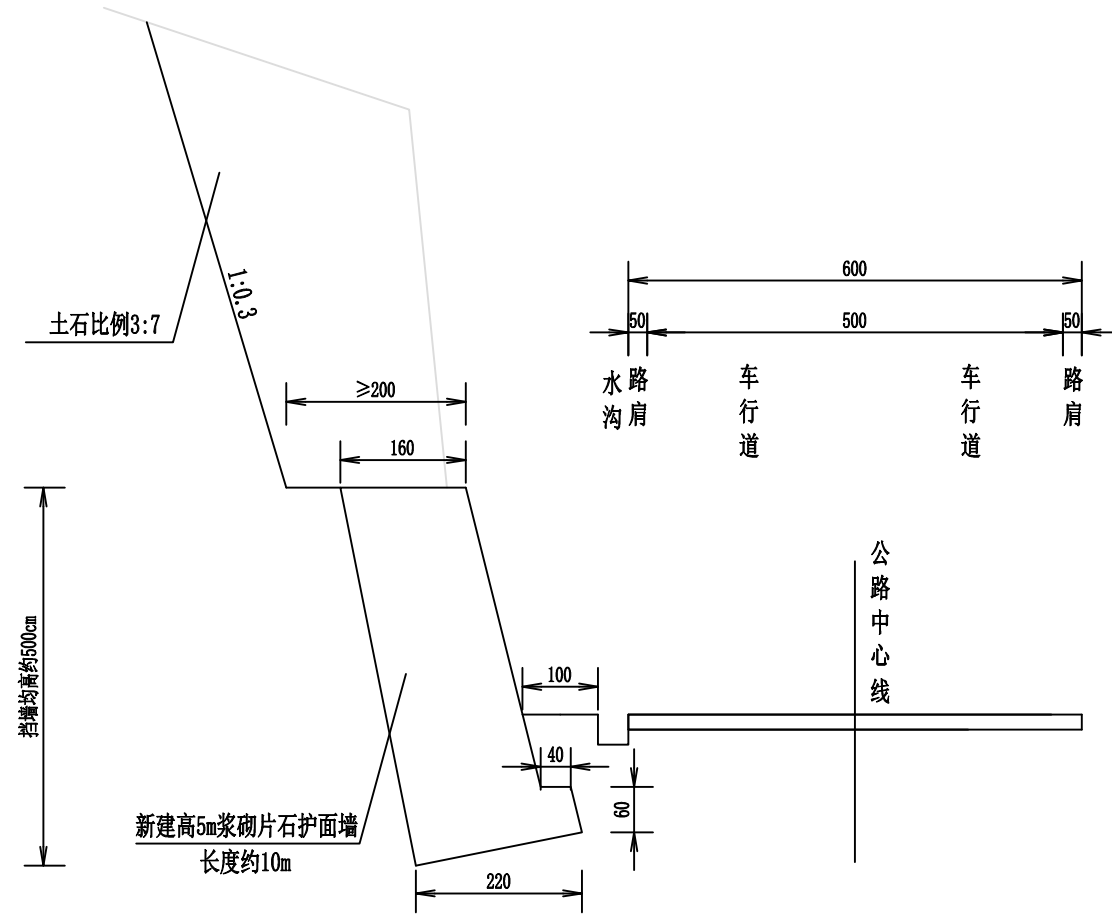 600
50
500
50
水沟
路肩
车行道
车行道
路肩
1:0.3
土石比例3:7
≥200
160
公路中心线
挡墙均高约500cm
100
40
60
新建高5m浆砌片石护面墙
长度约10m
220